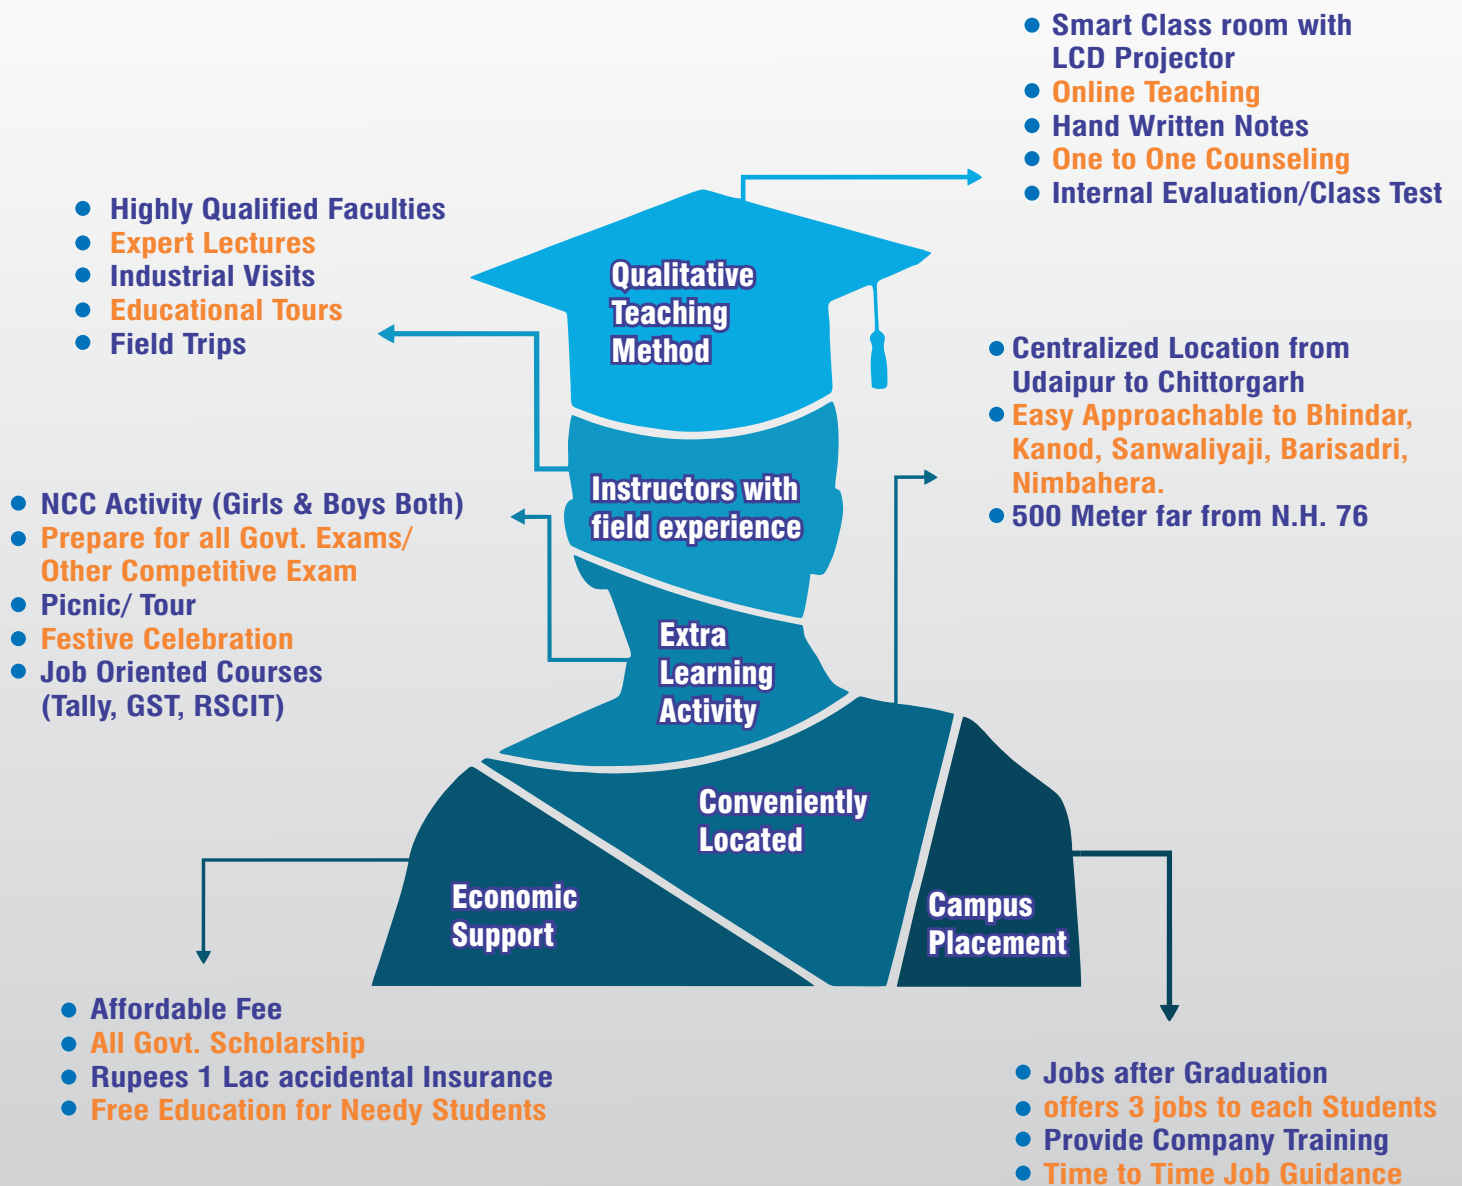 Smart Class room with
LCD Projector
Online Teaching
Hand Written Notes
One to One Counseling
Internal Evaluation/Class Test
Highly Qualified Faculties
Expert Lectures
Industrial Visits
Educational Tours
Field Trips
Qualitative
Teaching
Method
Centralized Location from
Udaipur to Chittorgarh
Easy Approachable to Bhindar,
Kanod, Sanwaliyaji, Barisadri,
Nimbahera.
500 Meter far from N.H. 76
Instructors with
field experience
NCC Activity (Girls & Boys Both)
Prepare for all Govt. Exams/
Other Competitive Exam
Picnic/ Tour
Festive Celebration
Job Oriented Courses
(Tally, GST, RSCIT)
Extra
Learning
Activity
Conveniently
Located
Economic
Support
Campus
Placement
Affordable Fee
All Govt. Scholarship
Rupees 1 Lac accidental Insurance
Free Education for Needy Students
Jobs after Graduation
offers 3 jobs to each Students
Provide Company Training
Time to Time Job Guidance